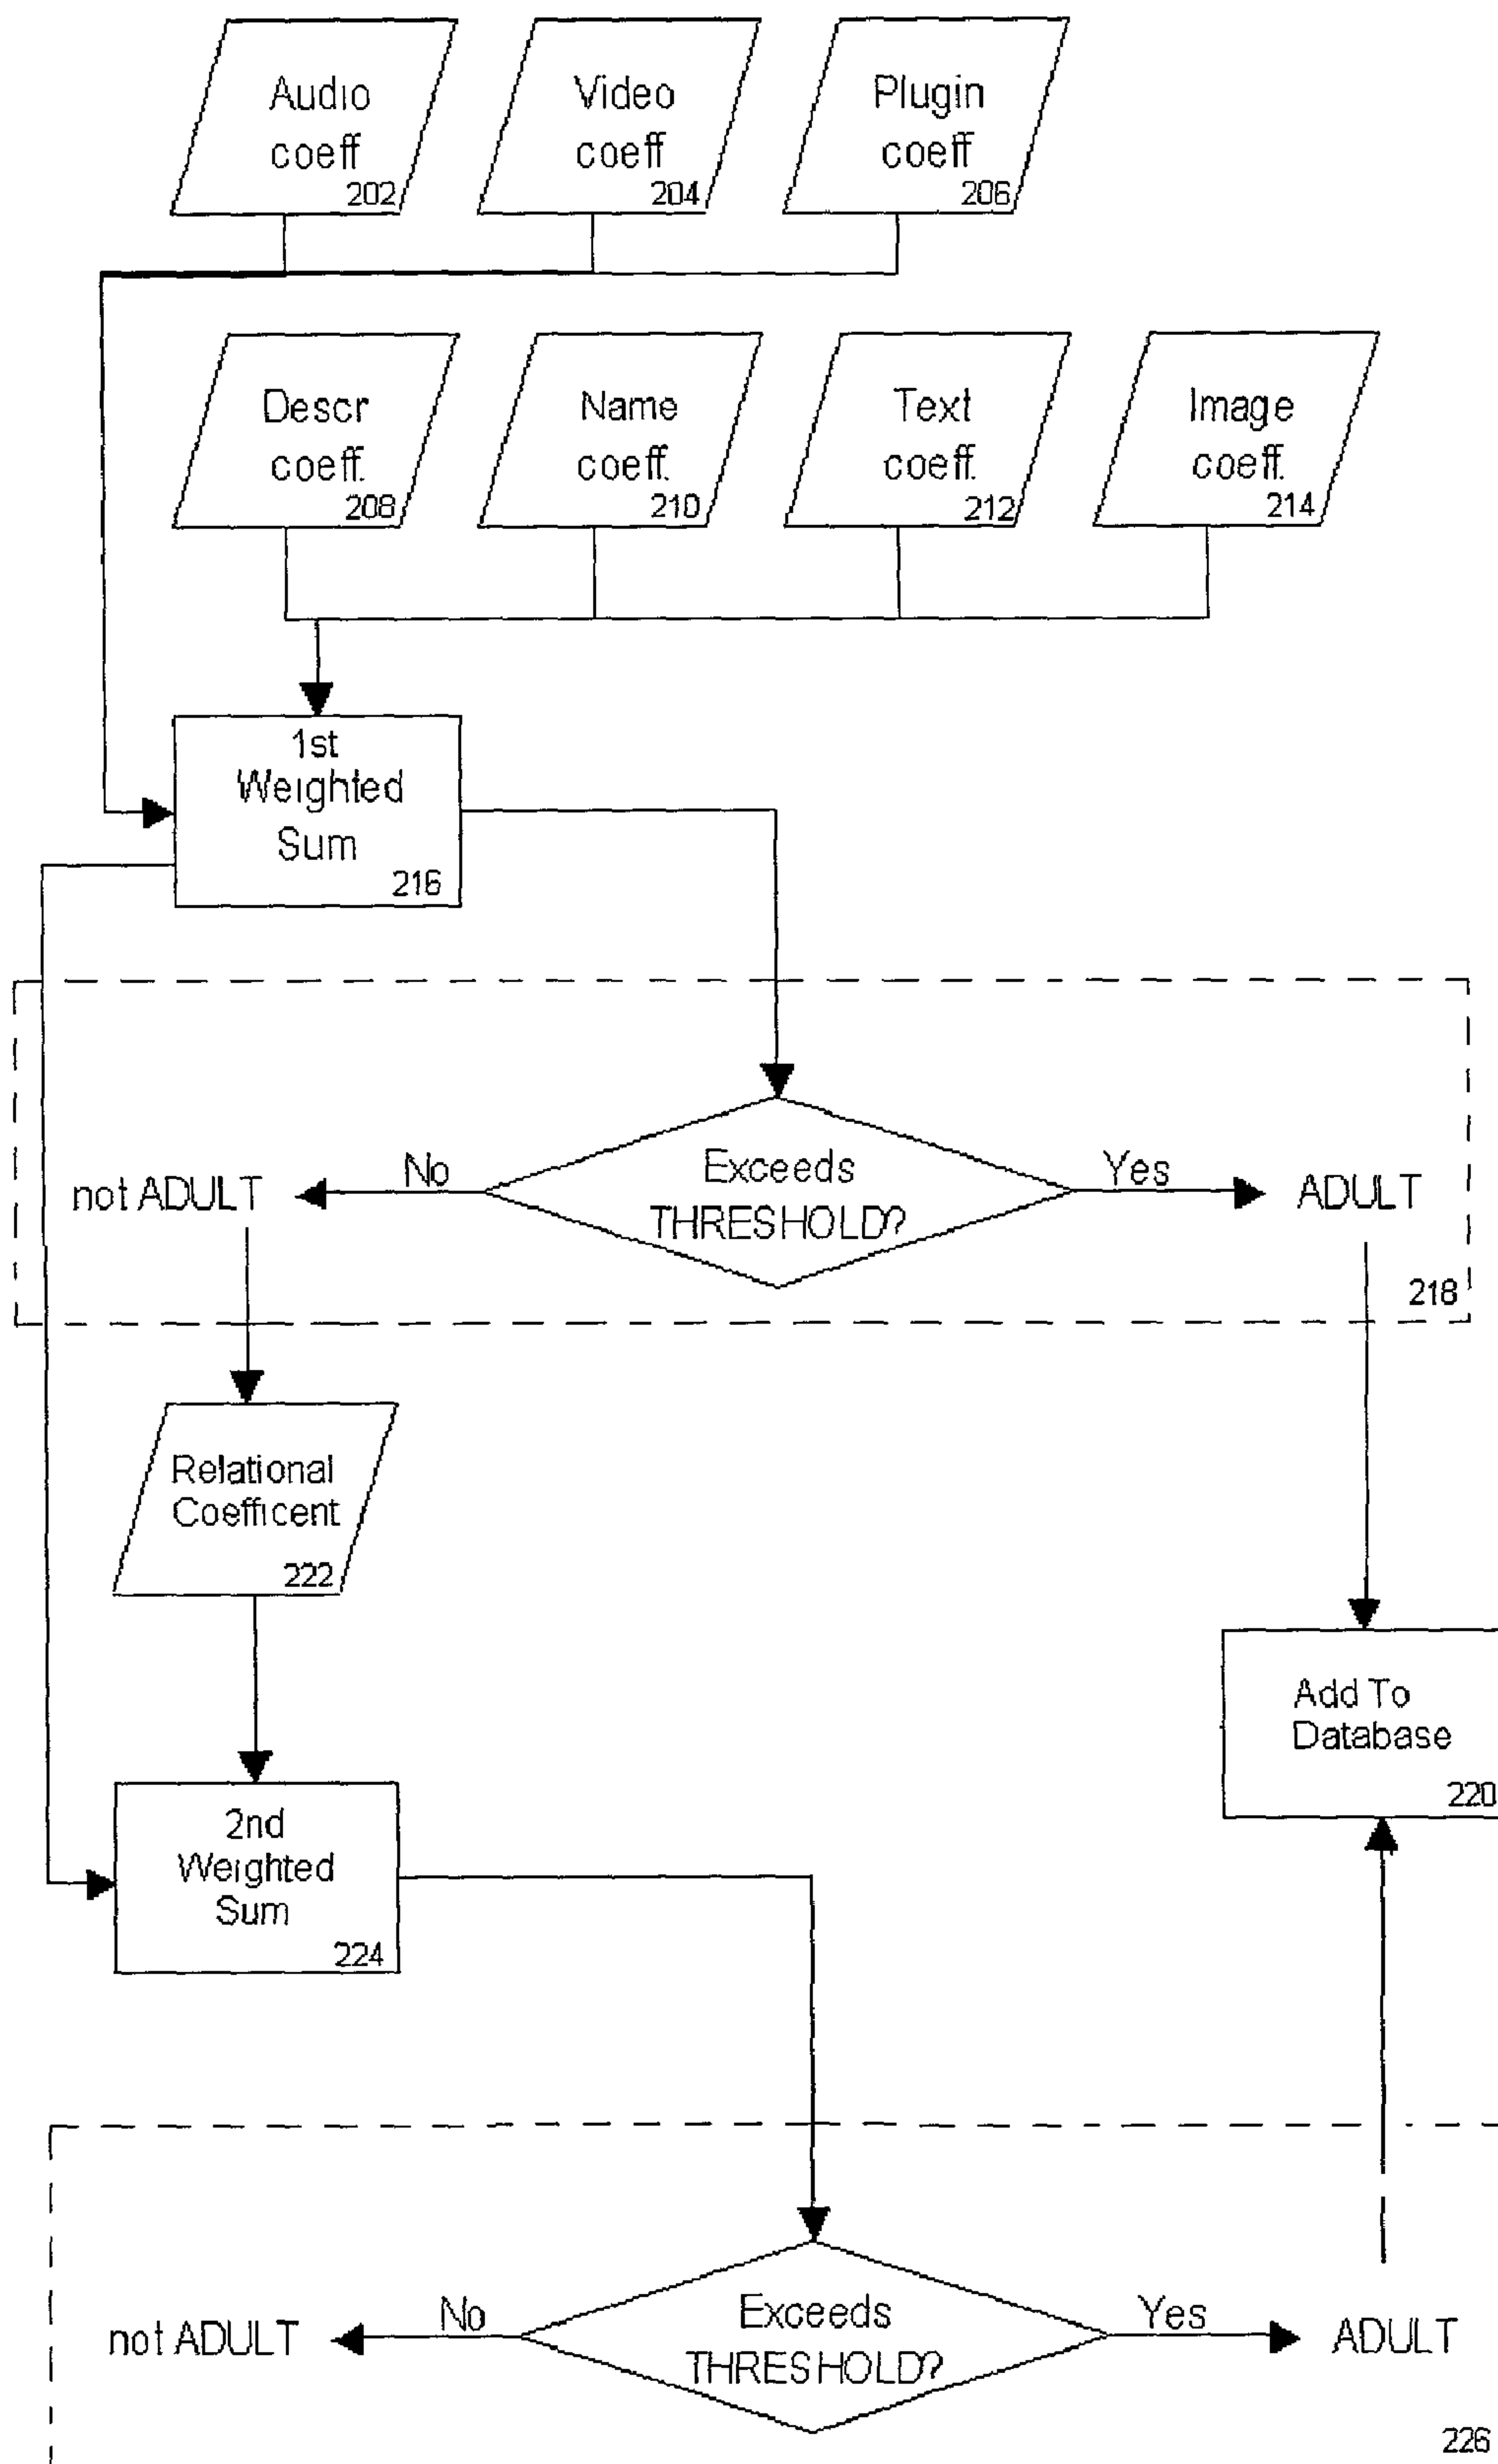 Audio
coeff
202
Video
coeff
204
Plugin
coeff
206
Descr
coeff.
208
Name
coeff.
210
Text
coeff.
212
Image
coeff.
214
1st
Weighted
Sum
216
Exceeds
THRESHOLD?
No
not ADULT
Yes
ADULT
218
Relational
Coefficent
222
Add To
Database
220
2nd
Weighted
Sum
224
Exceeds
THRESHOLD?
No
not ADULT
Yes
ADULT
226